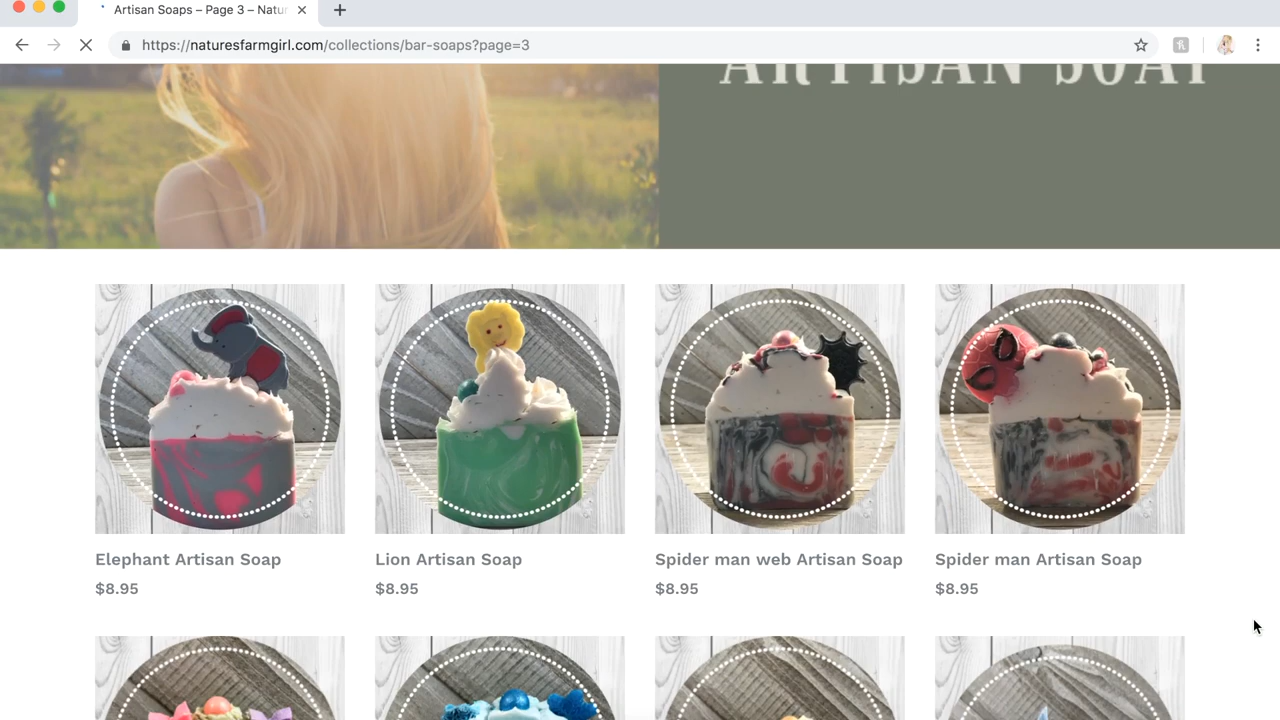 Artisan Soaps – Page 3 – Natur
https://naturesfarmgirl.com/collections/bar-soaps?page=3
ARTISAN SOAP
Elephant Artisan Soap
Lion Artisan Soap
Spider man web Artisan Soap
Spider man Artisan Soap
$8.95
$8.95
$8.95
$8.95